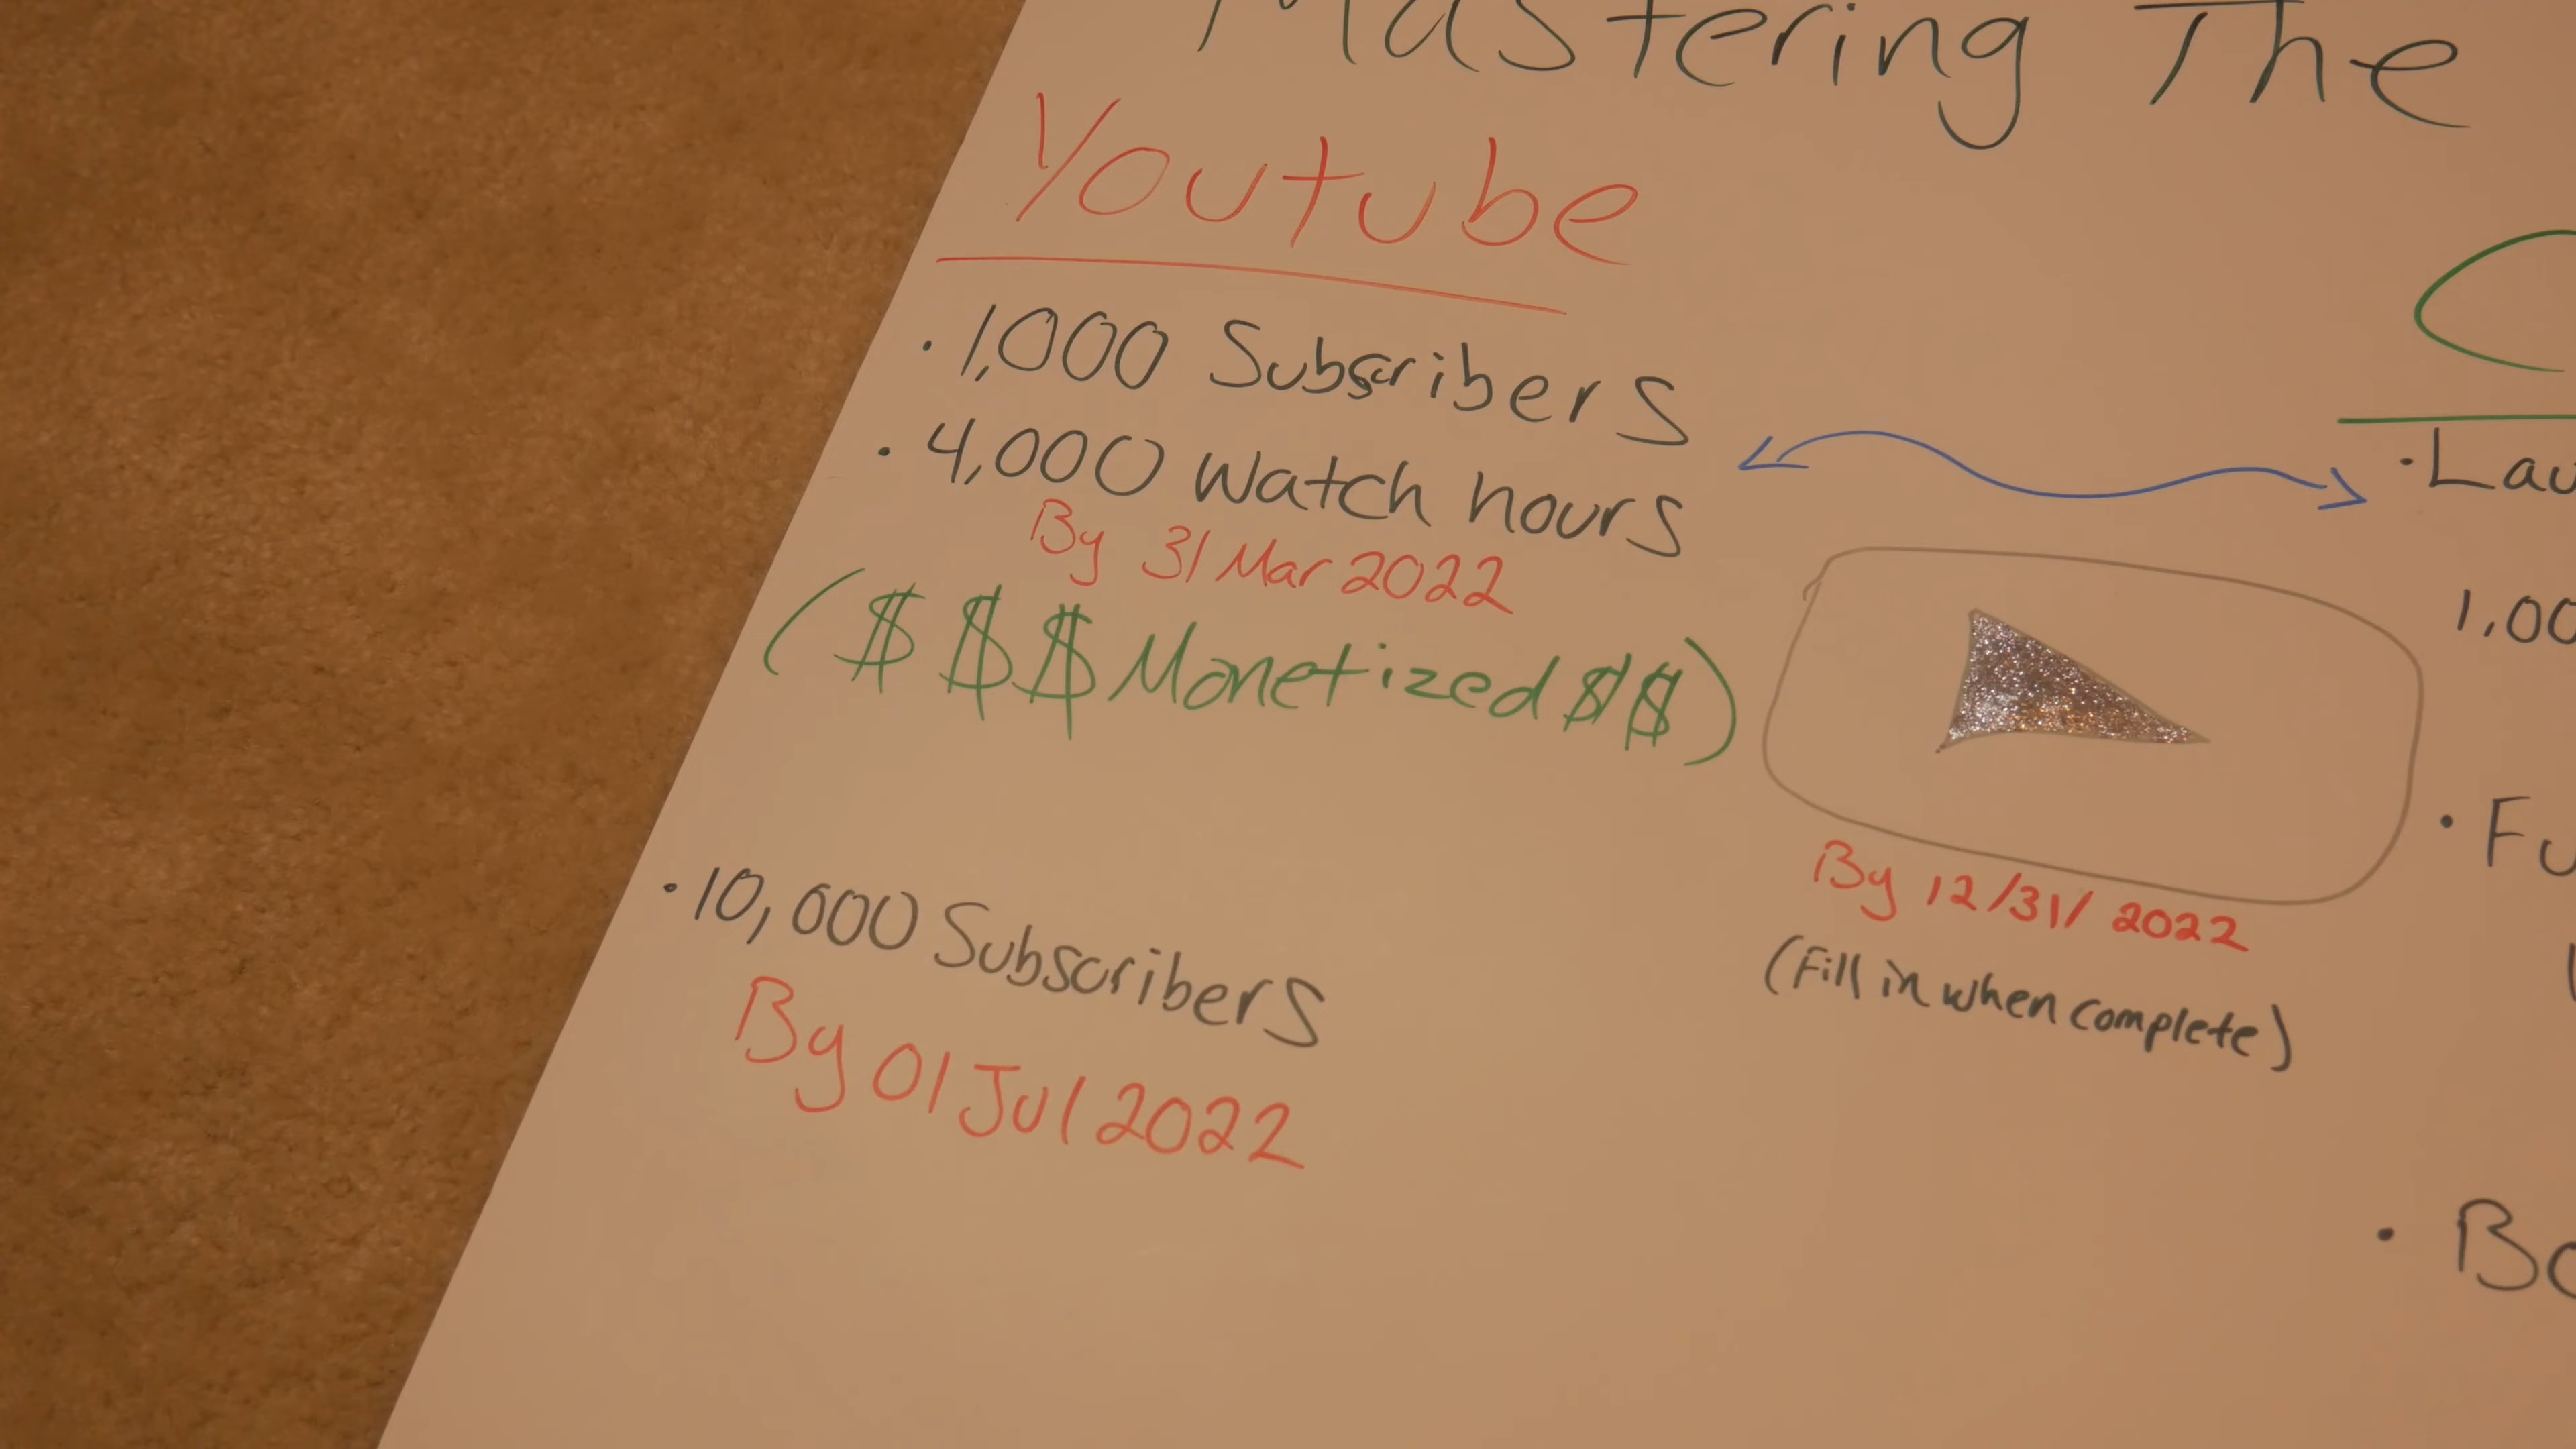 Mastering The
Youtube
· 1,000 Subscribers
· 4,000 Watch hours
By 31 Mar 2022
($$$Monetized$$)
By 12/31/2022
(Fill in when complete)
· 10,000 Subscribers
By 01 Jul 2022